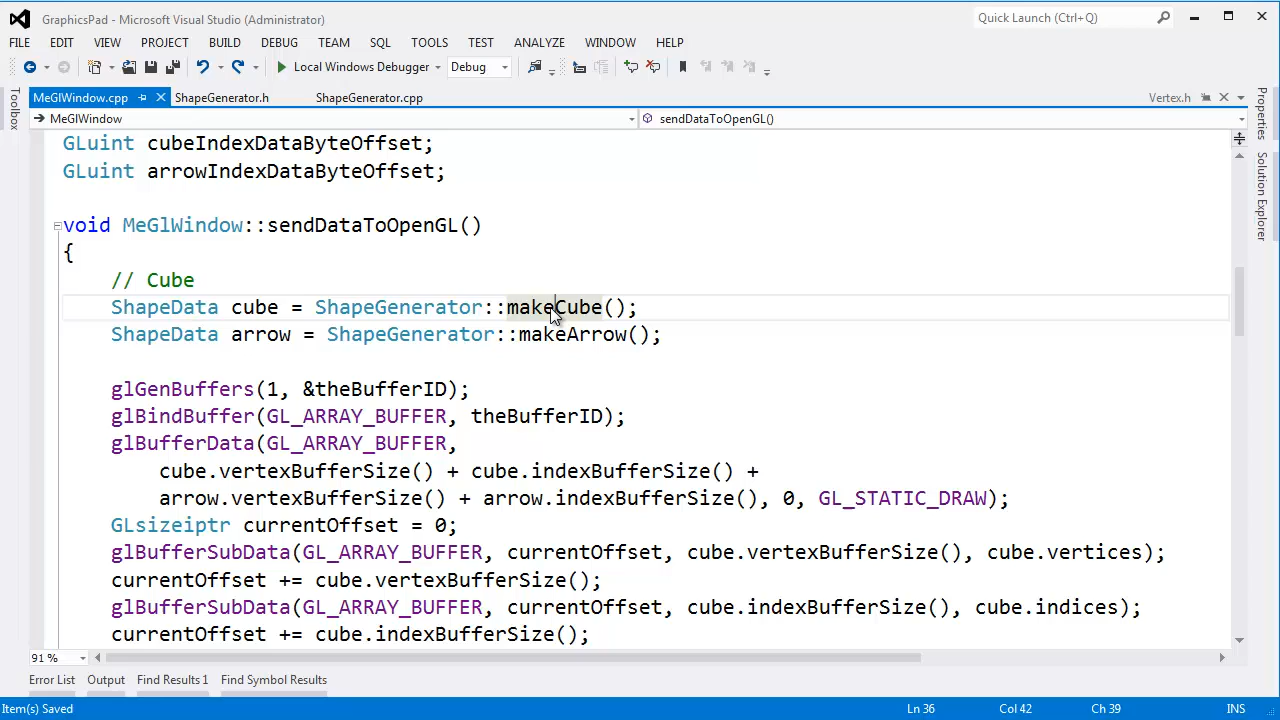 GraphicsPad - Microsoft Visual Studio (Administrator)
Quick Launch (Ctrl+Q)
FILE EDIT VIEW PROJECT BUILD DEBUG TEAM SQL TOOLS TEST ANALYZE WINDOW HELP
Local Windows Debugger Debug
MeGlWindow.cpp ShapeGenerator.h ShapeGenerator.cpp Vertex.h
MeGlWindow sendDataToOpenGL()
Toolbox
Properties
Solution Explorer
GLuint cubeIndexDataByteOffset;
GLuint arrowIndexDataByteOffset;
void MeGlWindow::sendDataToOpenGL()
{
// Cube
ShapeData cube = ShapeGenerator::makeCube();
ShapeData arrow = ShapeGenerator::makeArrow();
glGenBuffers(1, &theBufferID);
glBindBuffer(GL_ARRAY_BUFFER, theBufferID);
glBufferData(GL_ARRAY_BUFFER,
cube.vertexBufferSize() + cube.indexBufferSize() +
arrow.vertexBufferSize() + arrow.indexBufferSize(), 0, GL_STATIC_DRAW);
GLsizeiptr currentOffset = 0;
glBufferSubData(GL_ARRAY_BUFFER, currentOffset, cube.vertexBufferSize(), cube.vertices);
currentOffset += cube.vertexBufferSize();
glBufferSubData(GL_ARRAY_BUFFER, currentOffset, cube.indexBufferSize(), cube.indices);
currentOffset += cube.indexBufferSize();
91 %
Error List Output Find Results 1 Find Symbol Results
Item(s) Saved Ln 36 Col 42 Ch 39 INS